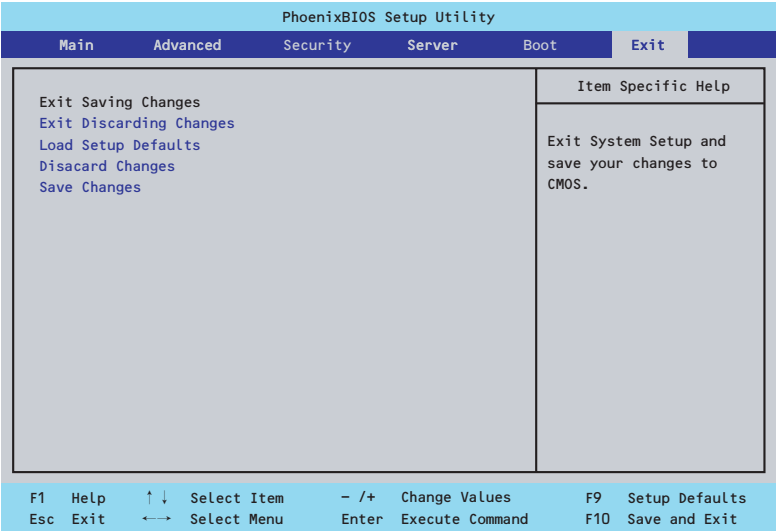 PhoenixBIOS Setup Utility
Main Advanced Security Server Boot Exit
Exit Saving Changes
Exit Discarding Changes
Load Setup Defaults
Disacard Changes
Save Changes
Item Specific Help
Exit System Setup and
save your changes to
CMOS.
F1 Help ↑↓ Select Item – /+ Change Values F9 Setup Defaults
Esc Exit ←→ Select Menu Enter Execute Command F10 Save and Exit